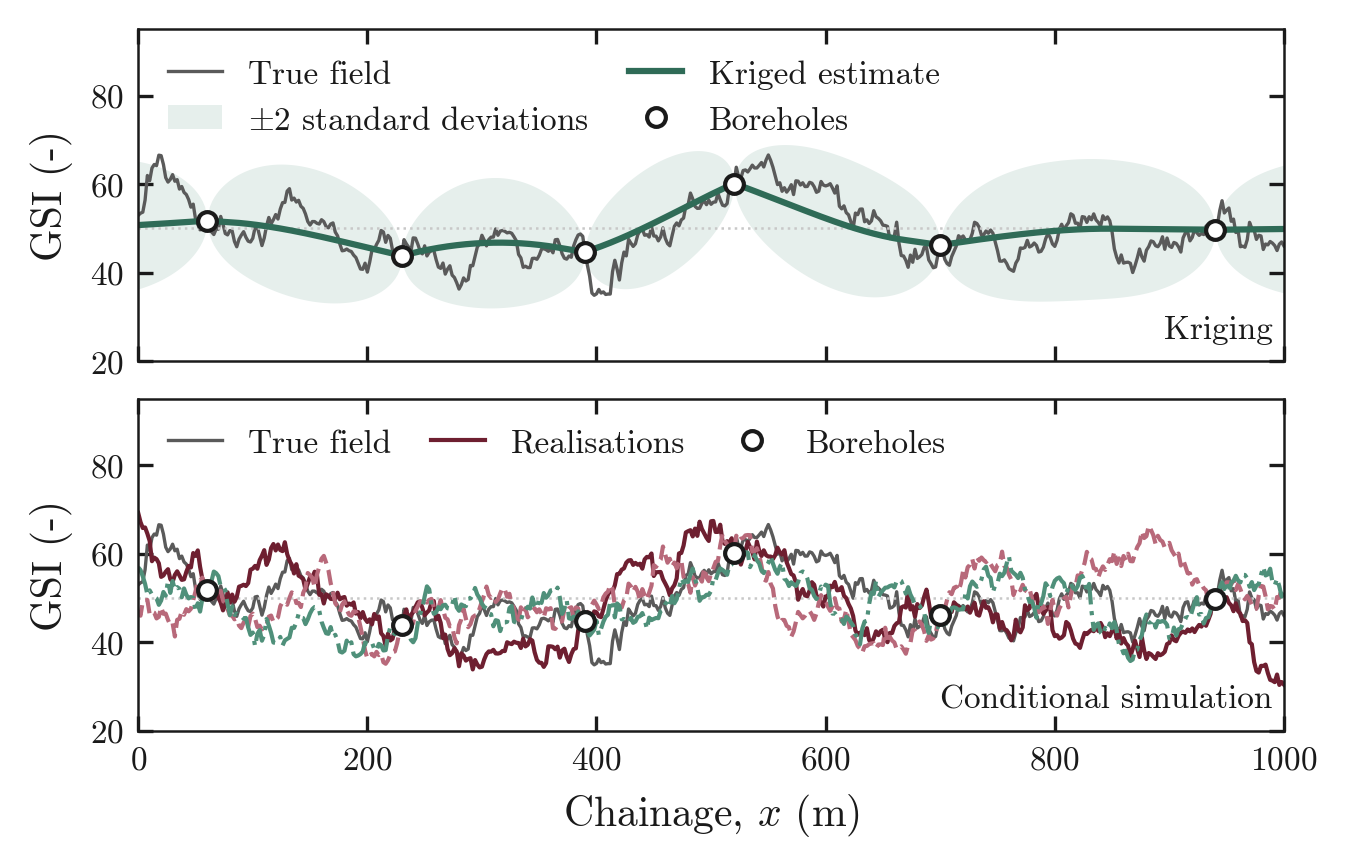 True field
Kriged estimate
±2 standard deviations
Boreholes
GSI (-)
80
60
40
20
Kriging
True field
Realisations
Boreholes
GSI (-)
80
60
40
20
Conditional simulation
0 200 400 600 800 1000
Chainage, x (m)